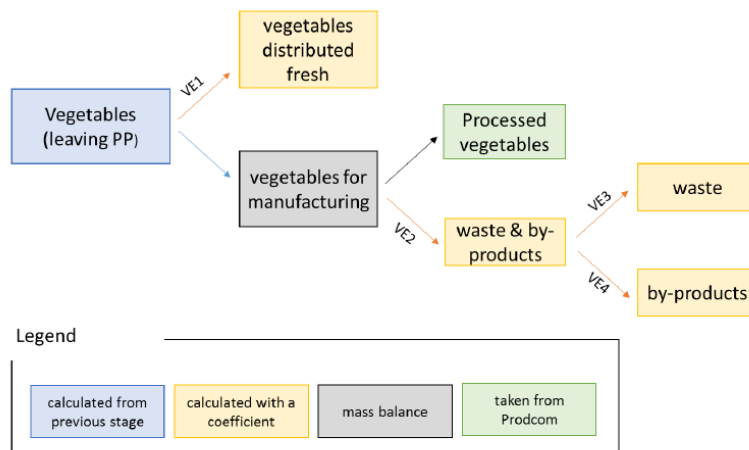 vegetables
distributed
fresh
VE1
Vegetables
(leaving PP)
Processed
vegetables
vegetables for
manufacturing
VE2
waste & by-
products
VE3
waste
VE4
by-products
Legend
calculated from
previous stage
calculated with a
coefficient
mass balance
taken from
Prodcom